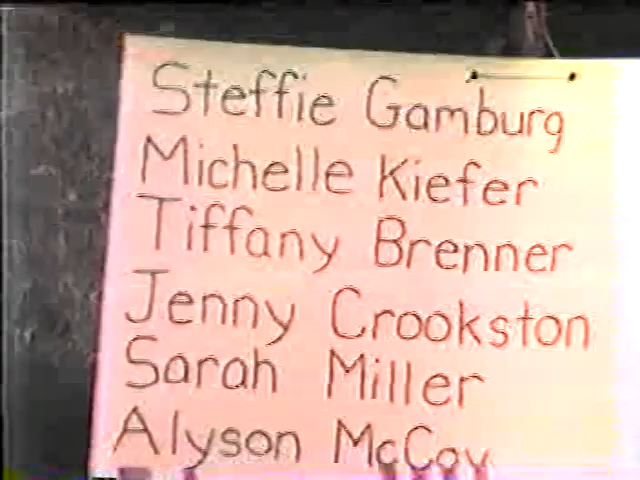 Steffie Gamburg
Michelle Kiefer
Tiffany Brenner
Jenny Crookston
Sarah Miller
Alyson McCoy